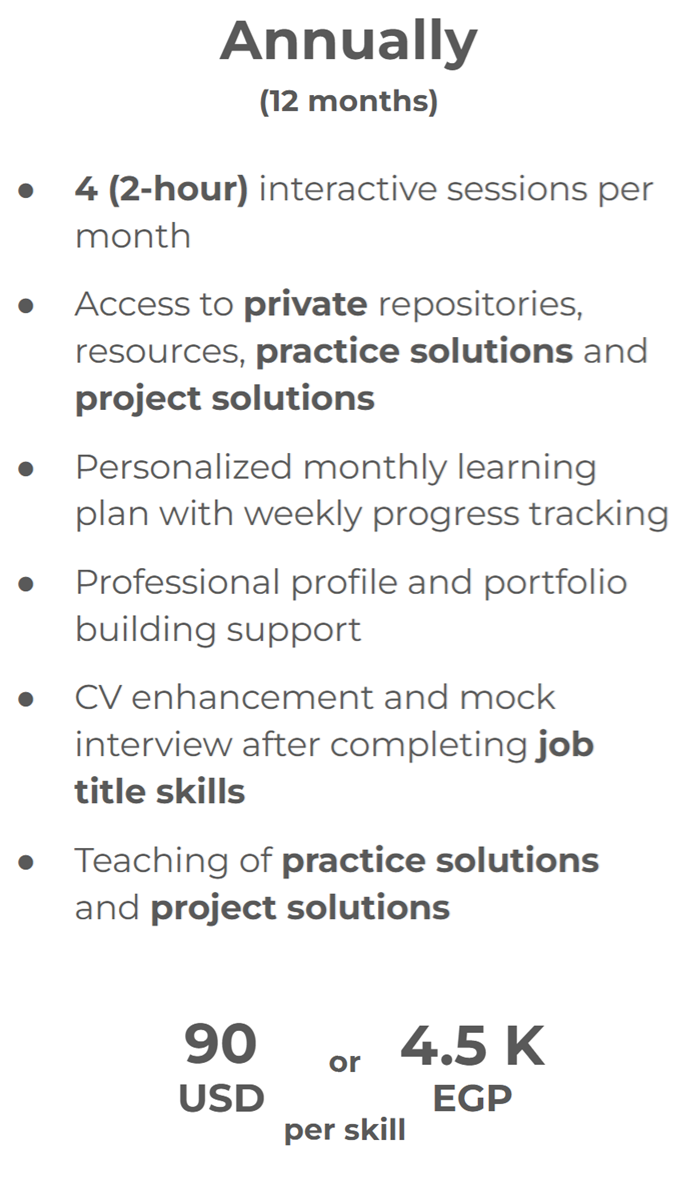 Annually
(12 months)
● 4 (2-hour) interactive sessions per
month
● Access to private repositories,
resources, practice solutions and
project solutions
● Personalized monthly learning
plan with weekly progress tracking
● Professional profile and portfolio
building support
● CV enhancement and mock
interview after completing job
title skills
● Teaching of practice solutions
and project solutions
90 or 4.5 K
USD EGP
per skill